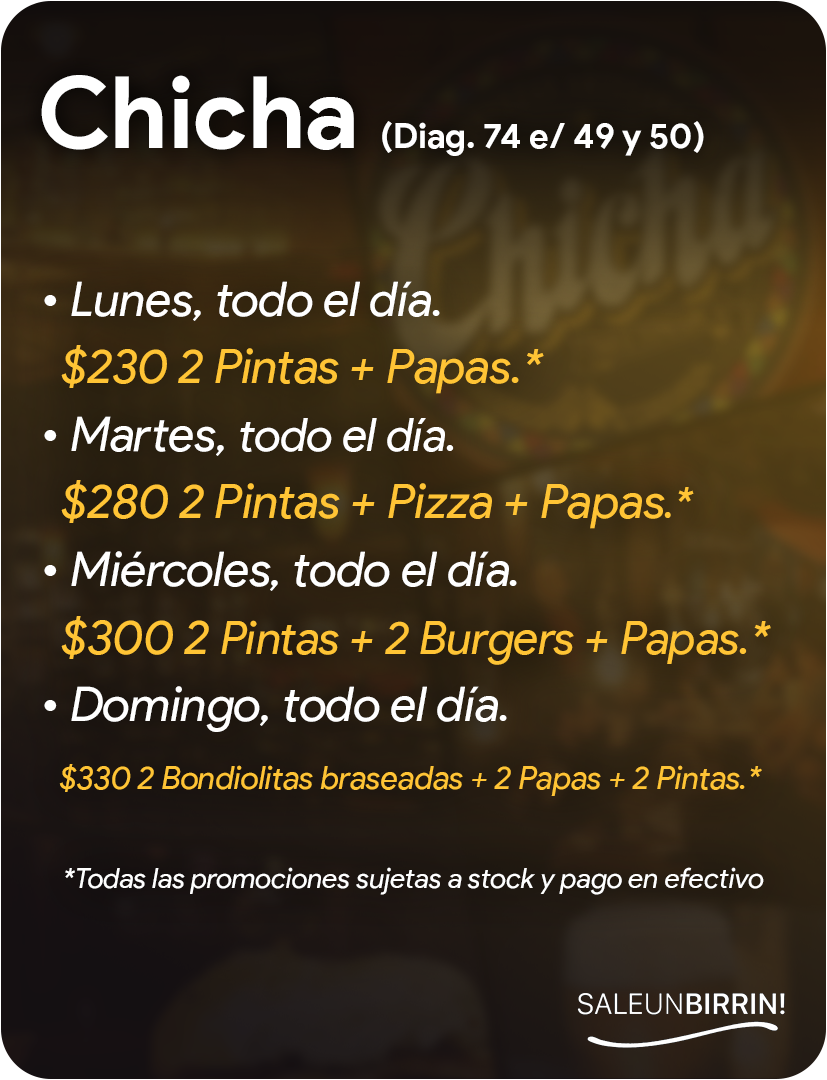 Chicha (Diag. 74 e/ 49 y 50)
Chicha
• Lunes, todo el día.
$230 2 Pintas + Papas.*
• Martes, todo el día.
$280 2 Pintas + Pizza + Papas.*
• Miércoles, todo el día.
$300 2 Pintas + 2 Burgers + Papas.*
• Domingo, todo el día.
$330 2 Bondiolitas braseadas + 2 Papas + 2 Pintas.*
*Todas las promociones sujetas a stock y pago en efectivo
SALEUNBIRRIN!